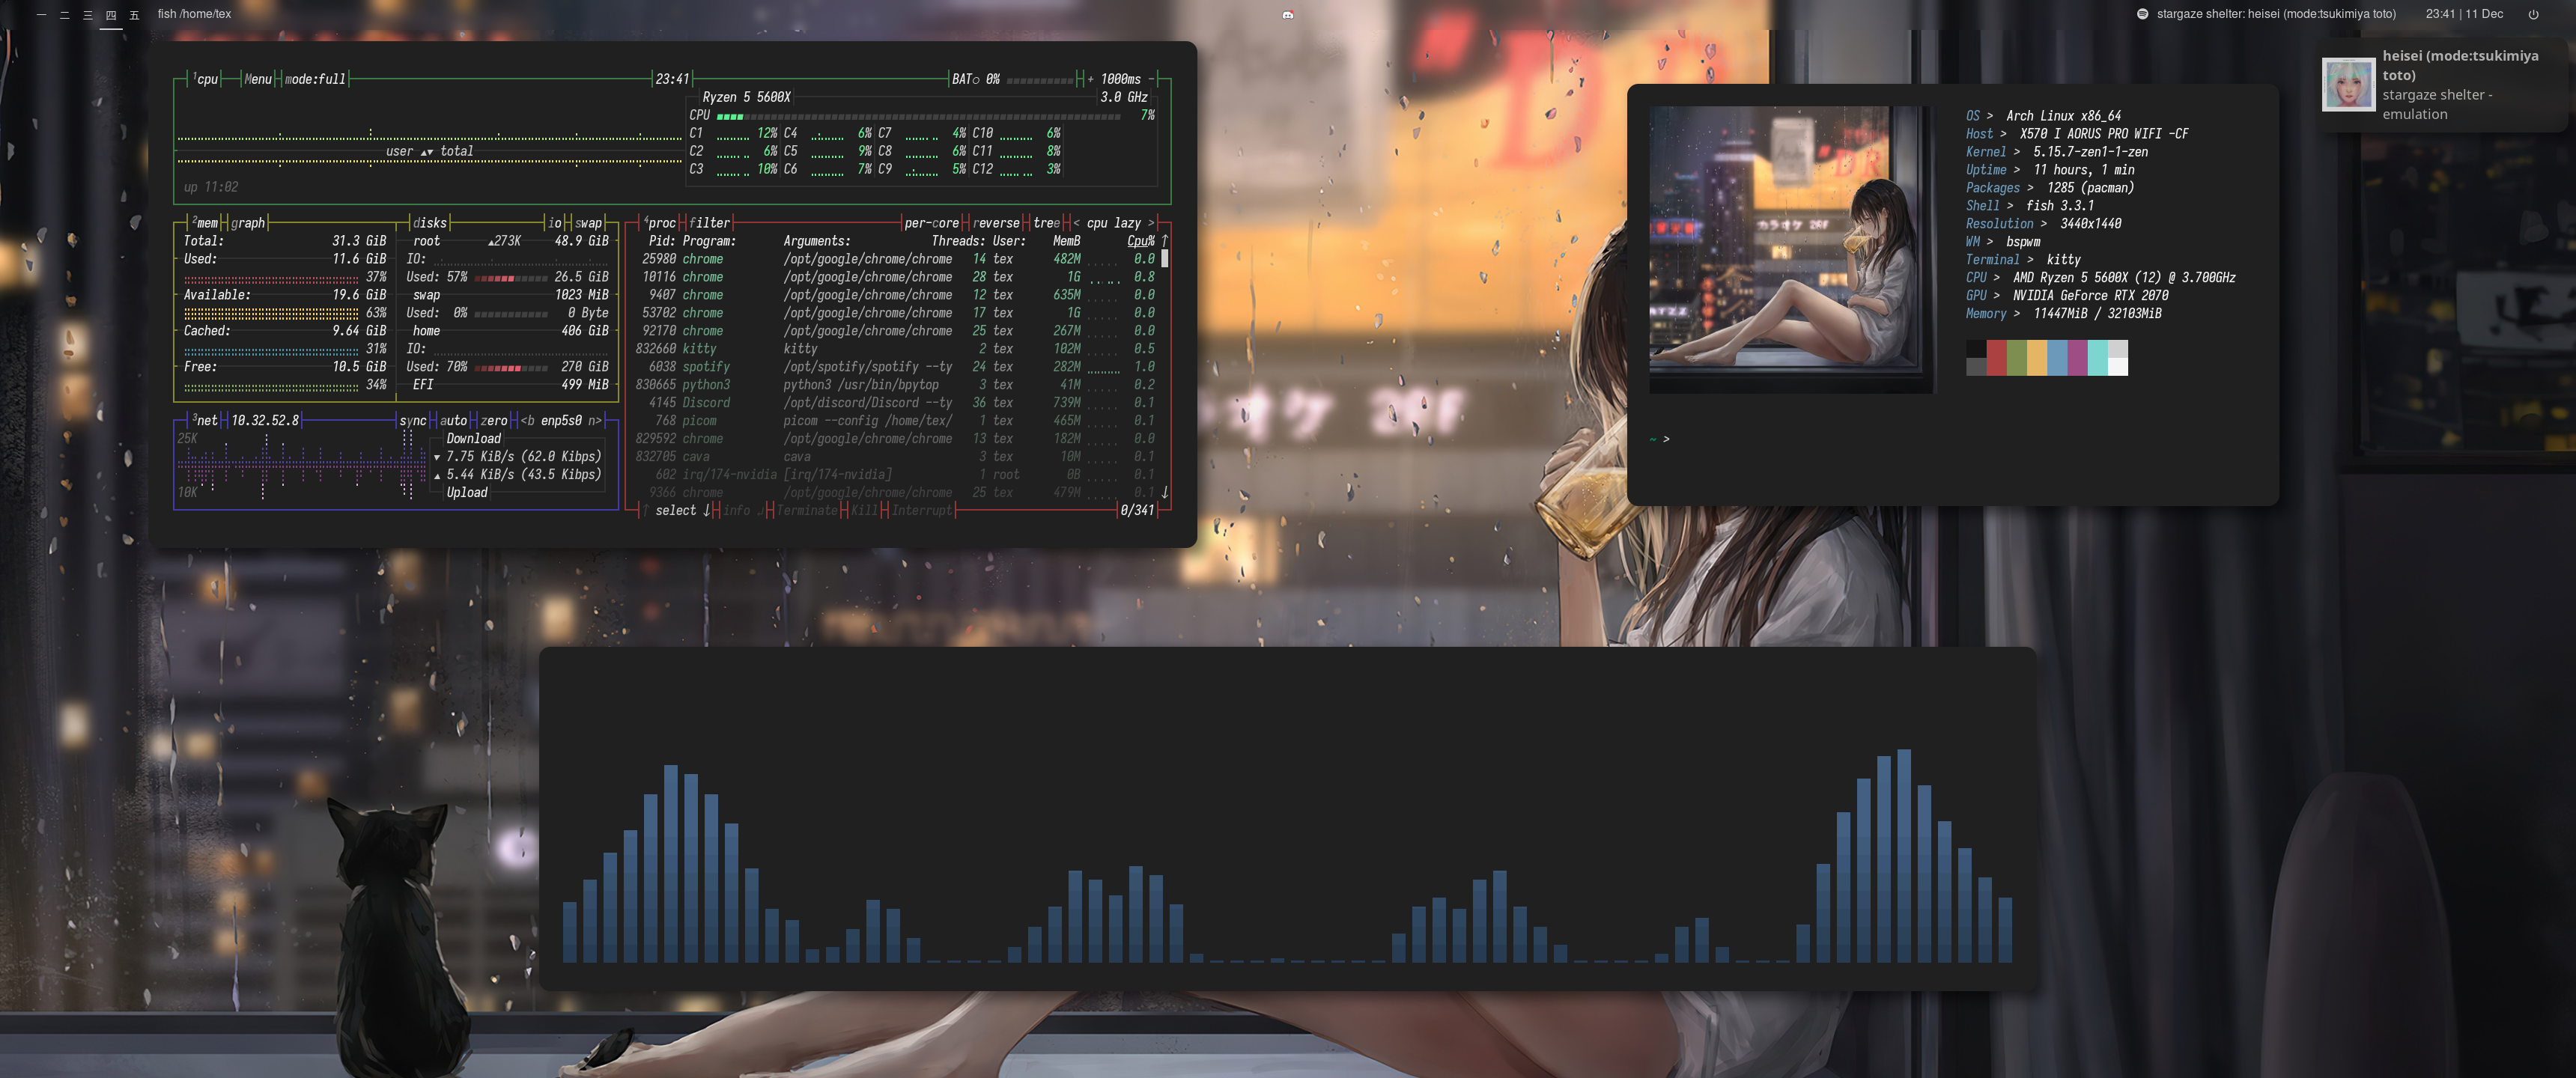 一 二 三 四 五 fish /home/tex
stargaze shelter: heisei (mode:tsukimiya toto) 23:41 | 11 Dec
heisei (mode:tsukimiya
toto)
stargaze shelter -
emulation
1cpu Menu mode:full 23:41 BAT○ 0% + 1000ms -
Ryzen 5 5600X 3.0 GHz
CPU 7%
C1 12% C4 6% C7 4% C10 6%
user ▲▼ total C2 6% C5 9% C8 6% C11 8%
C3 10% C6 7% C9 5% C12 3%
up 11:02
2mem graph disks io swap
Total: 31.3 GiB root ▲273K 48.9 GiB
Used: 11.6 GiB IO:
37% Used: 57% 26.5 GiB
Available: 19.6 GiB swap 1023 MiB
63% Used: 0% 0 Byte
Cached: 9.64 GiB home 406 GiB
31% IO:
Free: 10.5 GiB Used: 70% 270 GiB
34% EFI 499 MiB
3net 10.32.52.8 sync auto zero <b enp5s0 n>
25K Download
▼ 7.75 KiB/s (62.0 Kibps)
▲ 5.44 KiB/s (43.5 Kibps)
10K Upload
4proc filter per-core reverse tree < cpu lazy >
Pid: Program: Arguments: Threads: User: MemB Cpu% ↑
25980 chrome /opt/google/chrome/chrome 14 tex 482M 0.0
10116 chrome /opt/google/chrome/chrome 28 tex 1G 0.8
9407 chrome /opt/google/chrome/chrome 12 tex 635M 0.0
53702 chrome /opt/google/chrome/chrome 17 tex 1G 0.0
92170 chrome /opt/google/chrome/chrome 25 tex 267M 0.0
832660 kitty kitty 2 tex 102M 0.5
6038 spotify /opt/spotify/spotify --ty 24 tex 282M 1.0
830665 python3 python3 /usr/bin/bpytop 3 tex 41M 0.2
4145 Discord /opt/discord/Discord --ty 36 tex 739M 0.1
768 picom picom --config /home/tex/ 1 tex 465M 0.1
829592 chrome /opt/google/chrome/chrome 13 tex 182M 0.0
832705 cava cava 3 tex 10M 0.1
602 irq/174-nvidia [irq/174-nvidia] 1 root 0B 0.1
9366 chrome /opt/google/chrome/chrome 25 tex 479M 0.1 ↓
↑ select ↓ info ↲ Terminate Kill Interrupt 0/341
OS > Arch Linux x86_64
Host > X570 I AORUS PRO WIFI -CF
Kernel > 5.15.7-zen1-1-zen
Uptime > 11 hours, 1 min
Packages > 1285 (pacman)
Shell > fish 3.3.1
Resolution > 3440x1440
WM > bspwm
Terminal > kitty
CPU > AMD Ryzen 5 5600X (12) @ 3.700GHz
GPU > NVIDIA GeForce RTX 2070
Memory > 11447MiB / 32103MiB
カラオケ 2FF
~ >
オケ 2FF